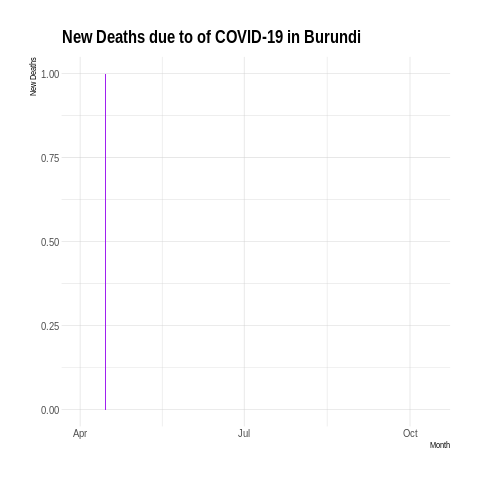 New Deaths due to of COVID-19 in Burundi
New Deaths
1.00
0.75
0.50
0.25
0.00
Apr Jul Oct
Month